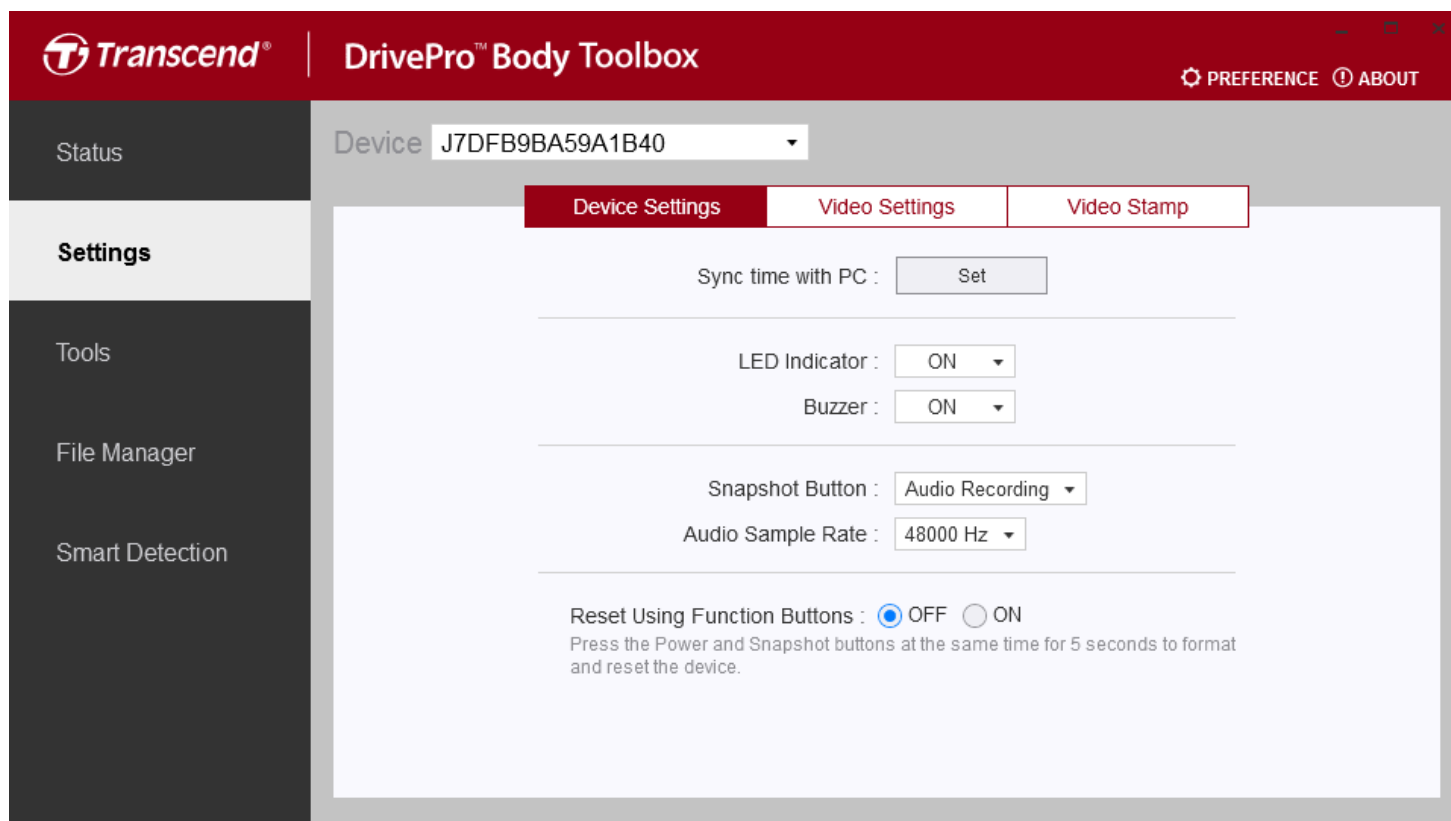 Transcend® DrivePro™ Body Toolbox
PREFERENCE ABOUT
Status
Settings
Tools
File Manager
Smart Detection
Device J7DFB9BA59A1B40
Device Settings Video Settings Video Stamp
Sync time with PC : Set
LED Indicator : ON
Buzzer : ON
Snapshot Button : Audio Recording
Audio Sample Rate : 48000 Hz
Reset Using Function Buttons : OFF ON
Press the Power and Snapshot buttons at the same time for 5 seconds to format
and reset the device.